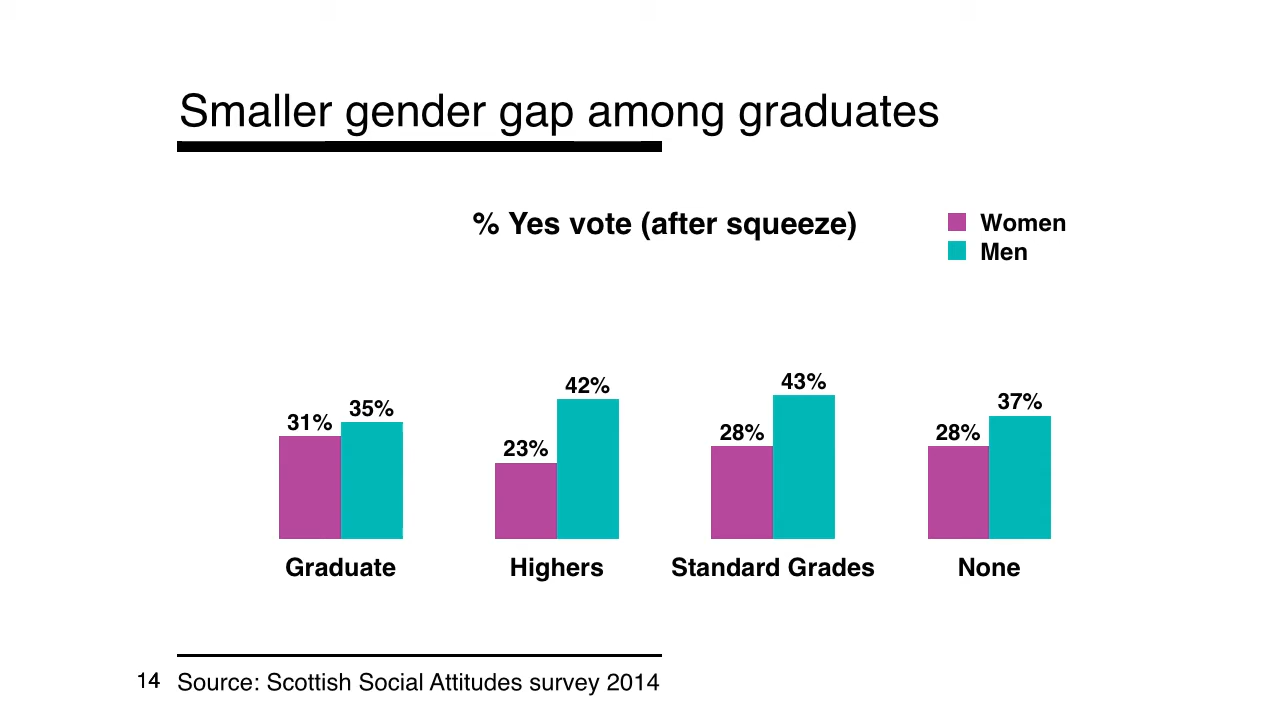 Smaller gender gap among graduates
% Yes vote (after squeeze)
Women
Men
31% 35% 23% 42% 28% 43% 28% 37%
Graduate Highers Standard Grades None
14 Source: Scottish Social Attitudes survey 2014